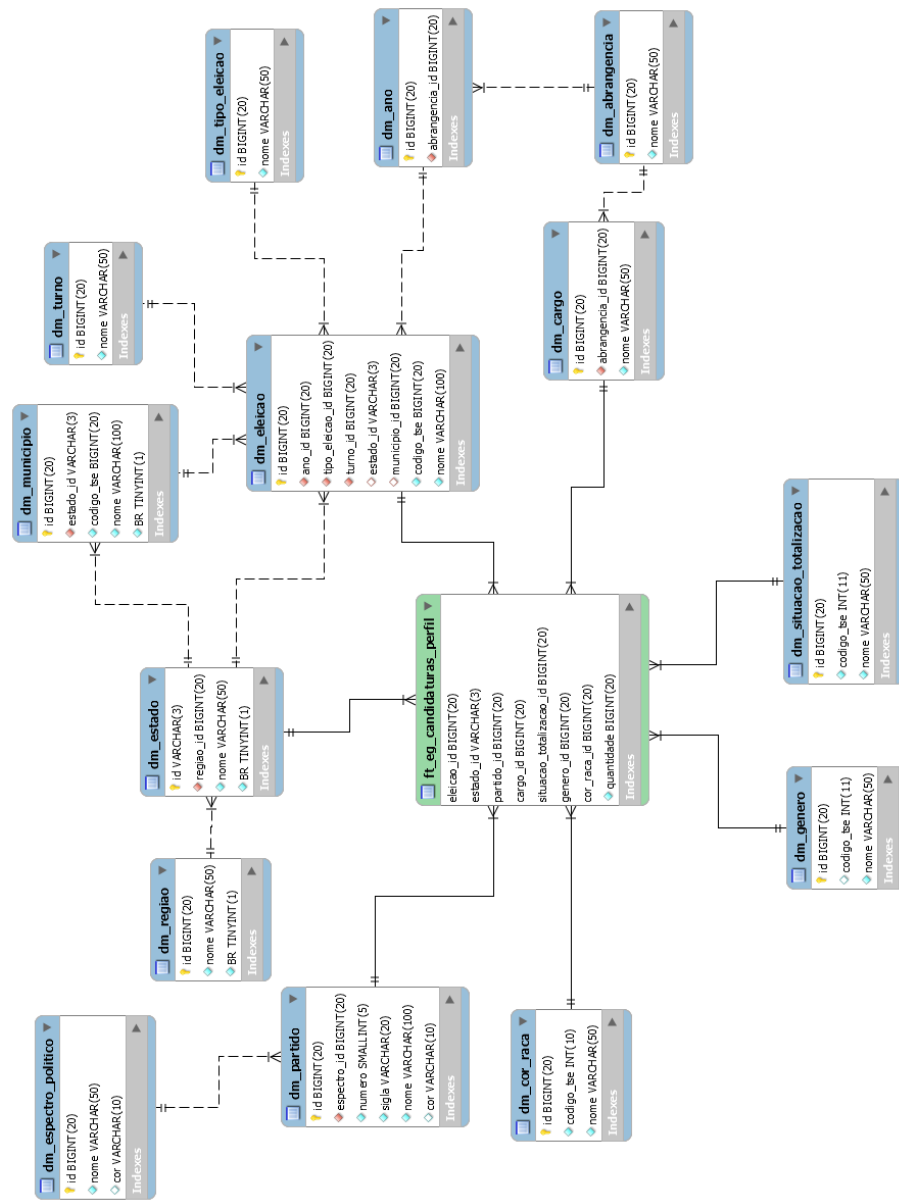 dm_espectro_politico
id BIGINT(20)
nome VARCHAR(50)
cor VARCHAR(10)
Indexes
dm_partido
id BIGINT(20)
espectro_id BIGINT(20)
numero SMALLINT(5)
sigla VARCHAR(20)
nome VARCHAR(100)
cor VARCHAR(10)
Indexes
dm_cor_raca
id BIGINT(20)
codigo_tse INT(10)
nome VARCHAR(50)
Indexes
dm_regiao
id BIGINT(20)
nome VARCHAR(50)
BR TINYINT(1)
Indexes
dm_estado
id VARCHAR(3)
regiao_id BIGINT(20)
nome VARCHAR(50)
BR TINYINT(1)
Indexes
ft_eg_candidaturas_perfil
eleicao_id BIGINT(20)
estado_id VARCHAR(3)
partido_id BIGINT(20)
cargo_id BIGINT(20)
situacao_totalizacao_id BIGINT(20)
genero_id BIGINT(20)
cor_raca_id BIGINT(20)
quantidade BIGINT(20)
Indexes
dm_genero
id BIGINT(20)
codigo_tse INT(11)
nome VARCHAR(50)
Indexes
dm_situacao_totalizacao
id BIGINT(20)
codigo_tse INT(11)
nome VARCHAR(50)
Indexes
dm_municipio
id BIGINT(20)
estado_id VARCHAR(3)
codigo_tse BIGINT(20)
nome VARCHAR(100)
BR TINYINT(1)
Indexes
dm_turno
id BIGINT(20)
nome VARCHAR(50)
Indexes
dm_eleicao
id BIGINT(20)
ano_id BIGINT(20)
tipo_eleicao_id BIGINT(20)
turno_id BIGINT(20)
estado_id VARCHAR(3)
municipio_id BIGINT(20)
codigo_tse BIGINT(20)
nome VARCHAR(100)
Indexes
dm_cargo
id BIGINT(20)
abrangencia_id BIGINT(20)
nome VARCHAR(50)
Indexes
dm_tipo_eleicao
id BIGINT(20)
nome VARCHAR(50)
Indexes
dm_ano
id BIGINT(20)
abrangencia_id BIGINT(20)
Indexes
dm_abrangencia
id BIGINT(20)
nome VARCHAR(50)
Indexes